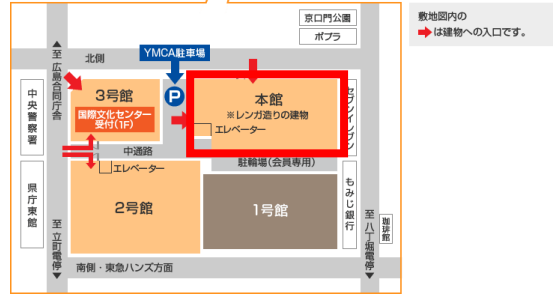 敷地図内の
➡は建物への入口です。
京口門公園
ポプラ
▲至 広島合同庁舎
北側
YMCA駐車場
中央警察署
3号館
国際文化センター
受付(1F)
P
本館
※レンガ造りの建物
エレベーター
セブンイレブン
中通路
エレベーター
駐輪場(会員専用)
県庁東館
2号館
1号館
もみじ銀行
至 立町電停▼
至 八丁堀電停▼
珈琲館
南側・東急ハンズ方面